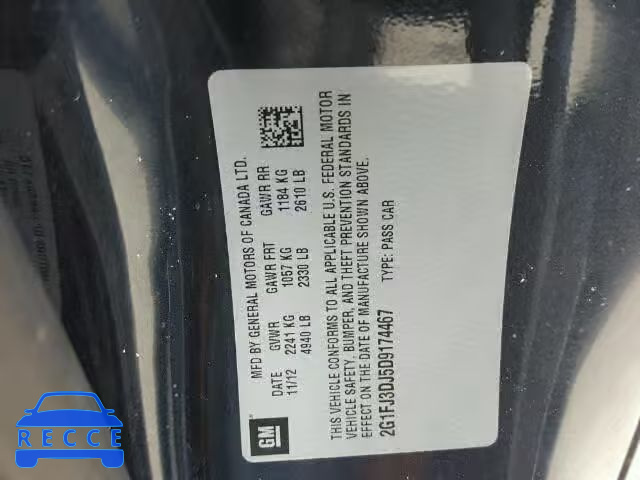 MFD BY GENERAL MOTORS OF CANADA LTD.
DATE GVWR GAWR FRT GAWR RR
11/12 2241 KG 1057 KG 1184 KG
4940 LB 2330 LB 2610 LB
GM
THIS VEHICLE CONFORMS TO ALL APPLICABLE U.S. FEDERAL MOTOR
VEHICLE SAFETY, BUMPER, AND THEFT PREVENTION STANDARDS IN
EFFECT ON THE DATE OF MANUFACTURE SHOWN ABOVE.
2G1FJ3DJ5D9174467 TYPE: PASS CAR
RECCE